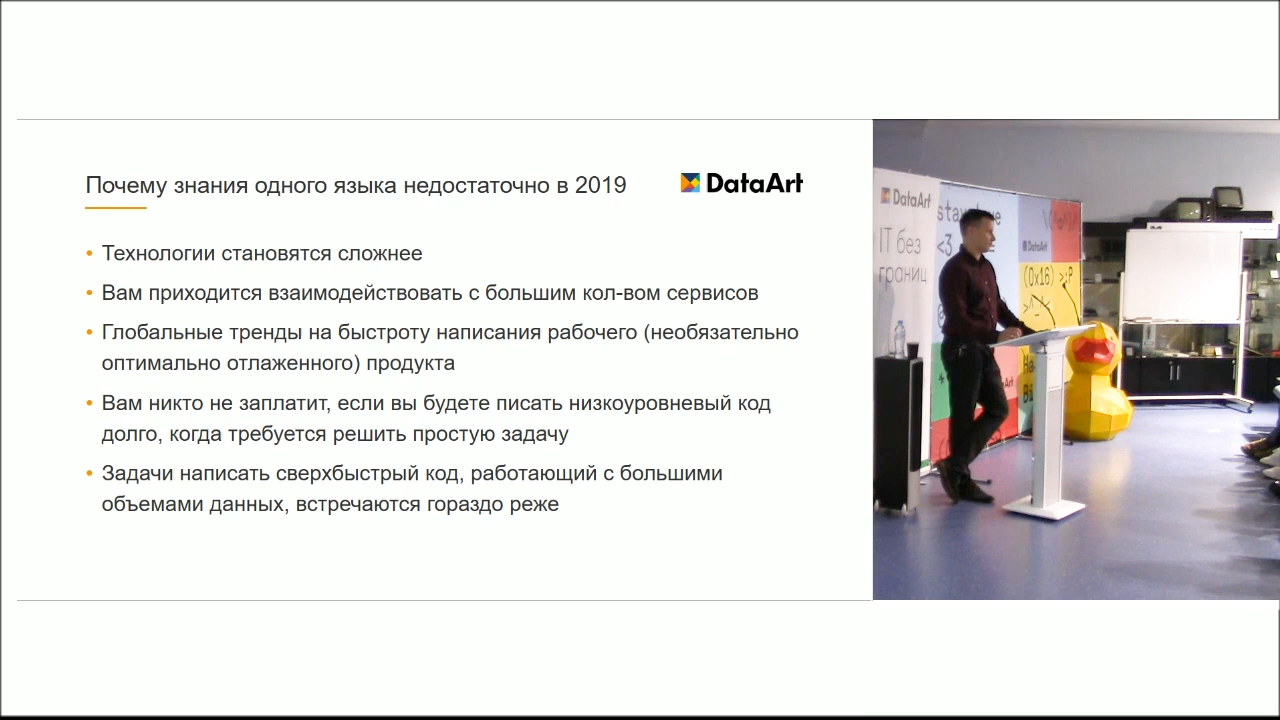 Почему знания одного языка недостаточно в 2019
DataArt
• Технологии становятся сложнее
• Вам приходится взаимодействовать с большим кол-вом сервисов
• Глобальные тренды на быстроту написания рабочего (необязательно
оптимально отлаженного) продукта
• Вам никто не заплатит, если вы будете писать низкоуровневый код
долго, когда требуется решить простую задачу
• Задачи написать сверхбыстрый код, работающий с большими
объемами данных, встречаются гораздо реже
DataArt
IT без
границ
<3
DataArt
(0x16) >:P